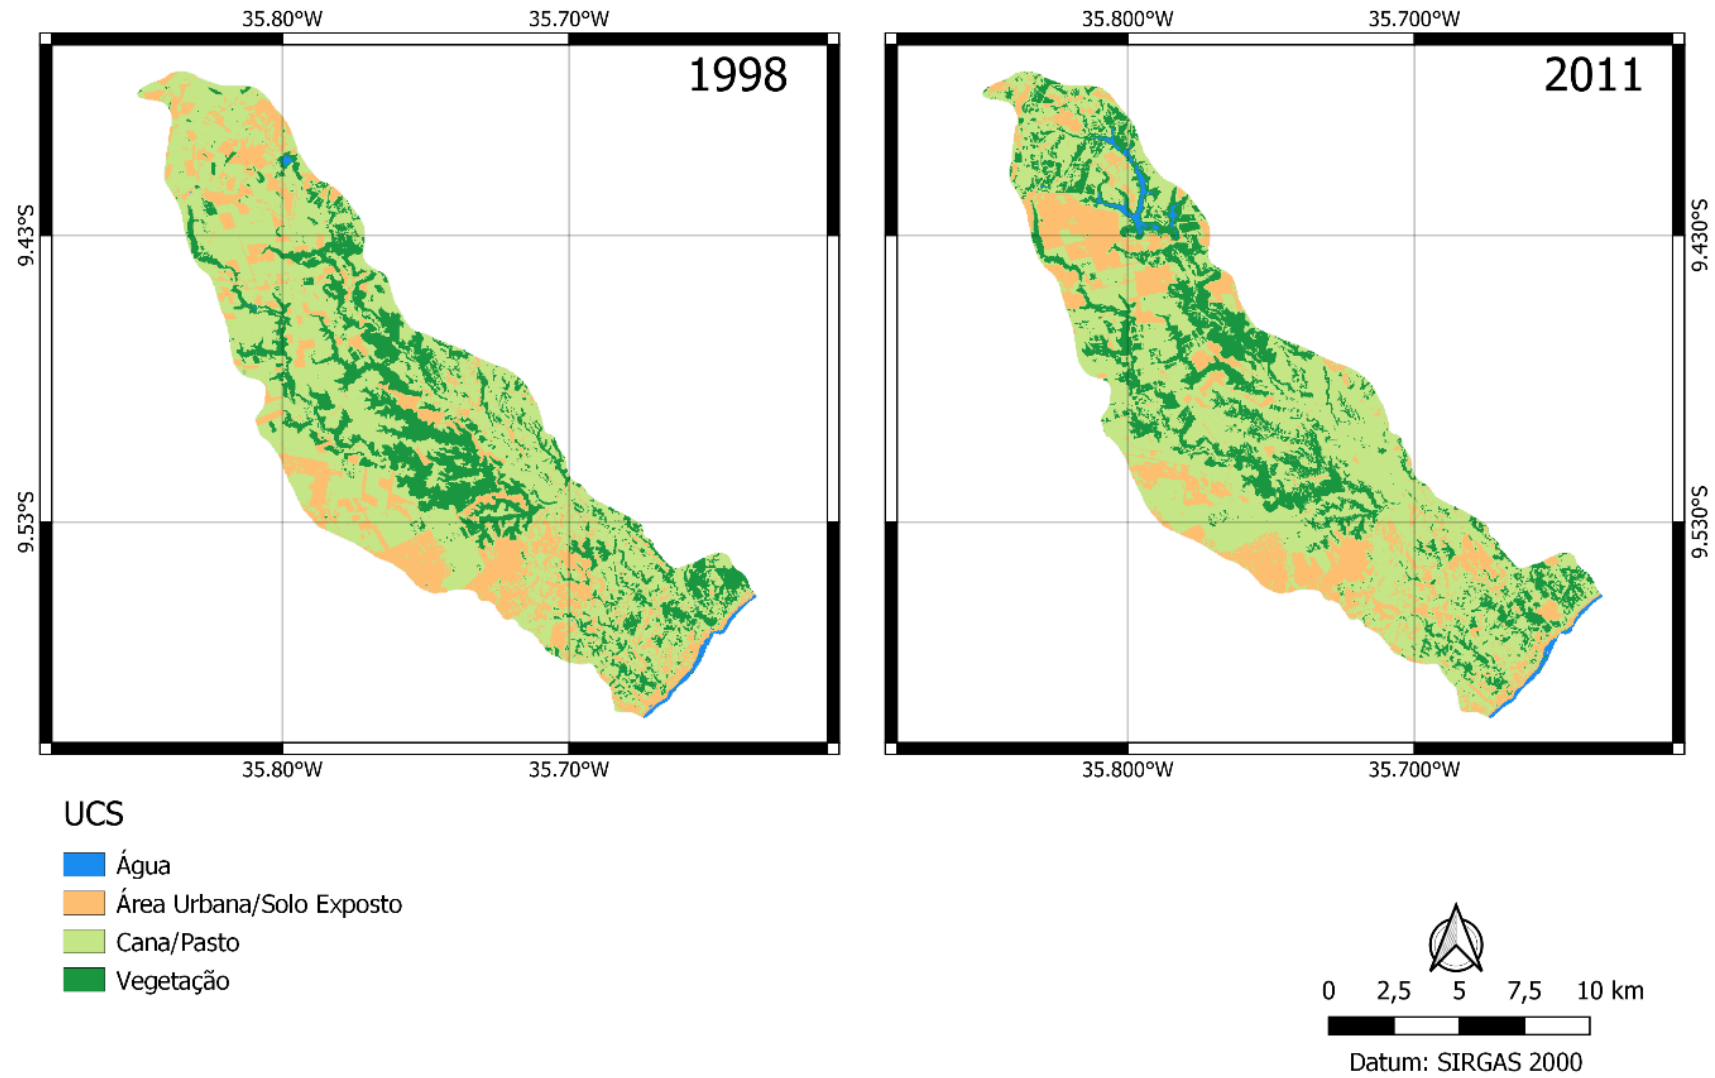 35.80°W 35.70°W 35.800°W 35.700°W
1998 2011
9.43°S 9.430°S
9.53°S 9.530°S
35.80°W 35.70°W 35.800°W 35.700°W
UCS
Água
Área Urbana/Solo Exposto
Cana/Pasto
Vegetação
0 2,5 5 7,5 10 km
Datum: SIRGAS 2000